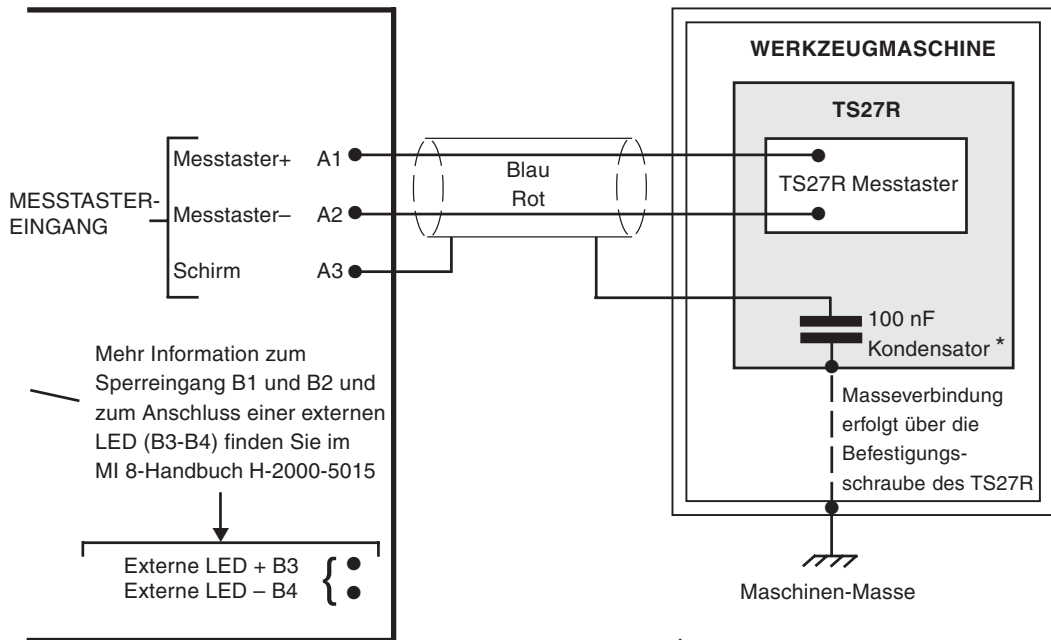 WERKZEUGMASCHINE
TS27R
MESSTASTER-
EINGANG
Messtaster+ A1
Messtaster– A2
Schirm A3
Blau
Rot
TS27R Messtaster
100 nF
Kondensator *
Masseverbindung
erfolgt über die
Befestigungs-
schraube des TS27R
Maschinen-Masse
Mehr Information zum
Sperreingang B1 und B2 und
zum Anschluss einer externen
LED (B3-B4) finden Sie im
MI 8-Handbuch H-2000-5015
Externe LED + B3
Externe LED – B4